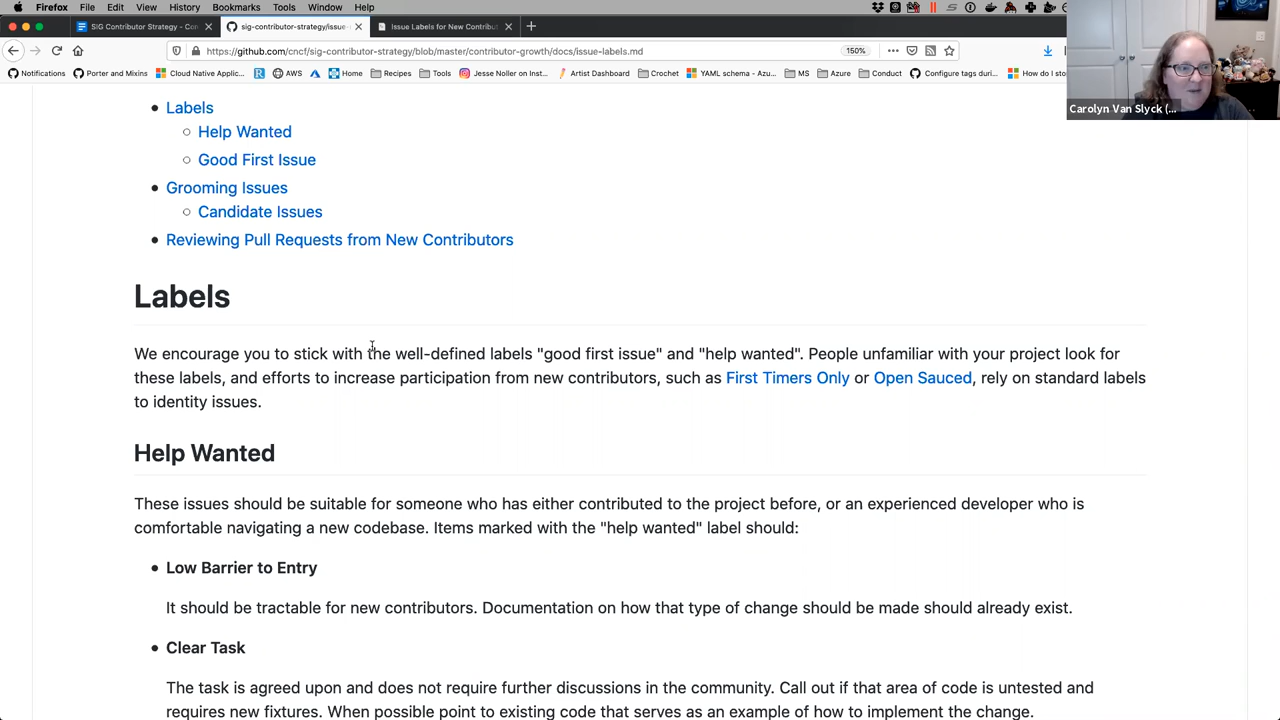 Firefox File Edit View History Bookmarks Tools Window Help
SIG Contributor Strategy - Co
sig-contributor-strategy/issue-
Issue Labels for New Contribut
https://github.com/cncf/sig-contributor-strategy/blob/master/contributor-growth/docs/issue-labels.md
150%
Notifications Porter and Mixins Cloud Native Applic... AWS Home Recipes Tools Jesse Noller on Inst... Artist Dashboard Crochet YAML schema - Azu... MS Azure Conduct Configure tags duri... How do I sto
Carolyn Van Slyck (...
Labels
Help Wanted
Good First Issue
Grooming Issues
Candidate Issues
Reviewing Pull Requests from New Contributors
Labels
We encourage you to stick with the well-defined labels "good first issue" and "help wanted". People unfamiliar with your project look for
these labels, and efforts to increase participation from new contributors, such as First Timers Only or Open Sauced, rely on standard labels
to identity issues.
Help Wanted
These issues should be suitable for someone who has either contributed to the project before, or an experienced developer who is
comfortable navigating a new codebase. Items marked with the "help wanted" label should:
Low Barrier to Entry
It should be tractable for new contributors. Documentation on how that type of change should be made should already exist.
Clear Task
The task is agreed upon and does not require further discussions in the community. Call out if that area of code is untested and
requires new fixtures. When possible point to existing code that serves as an example of how to implement the change.